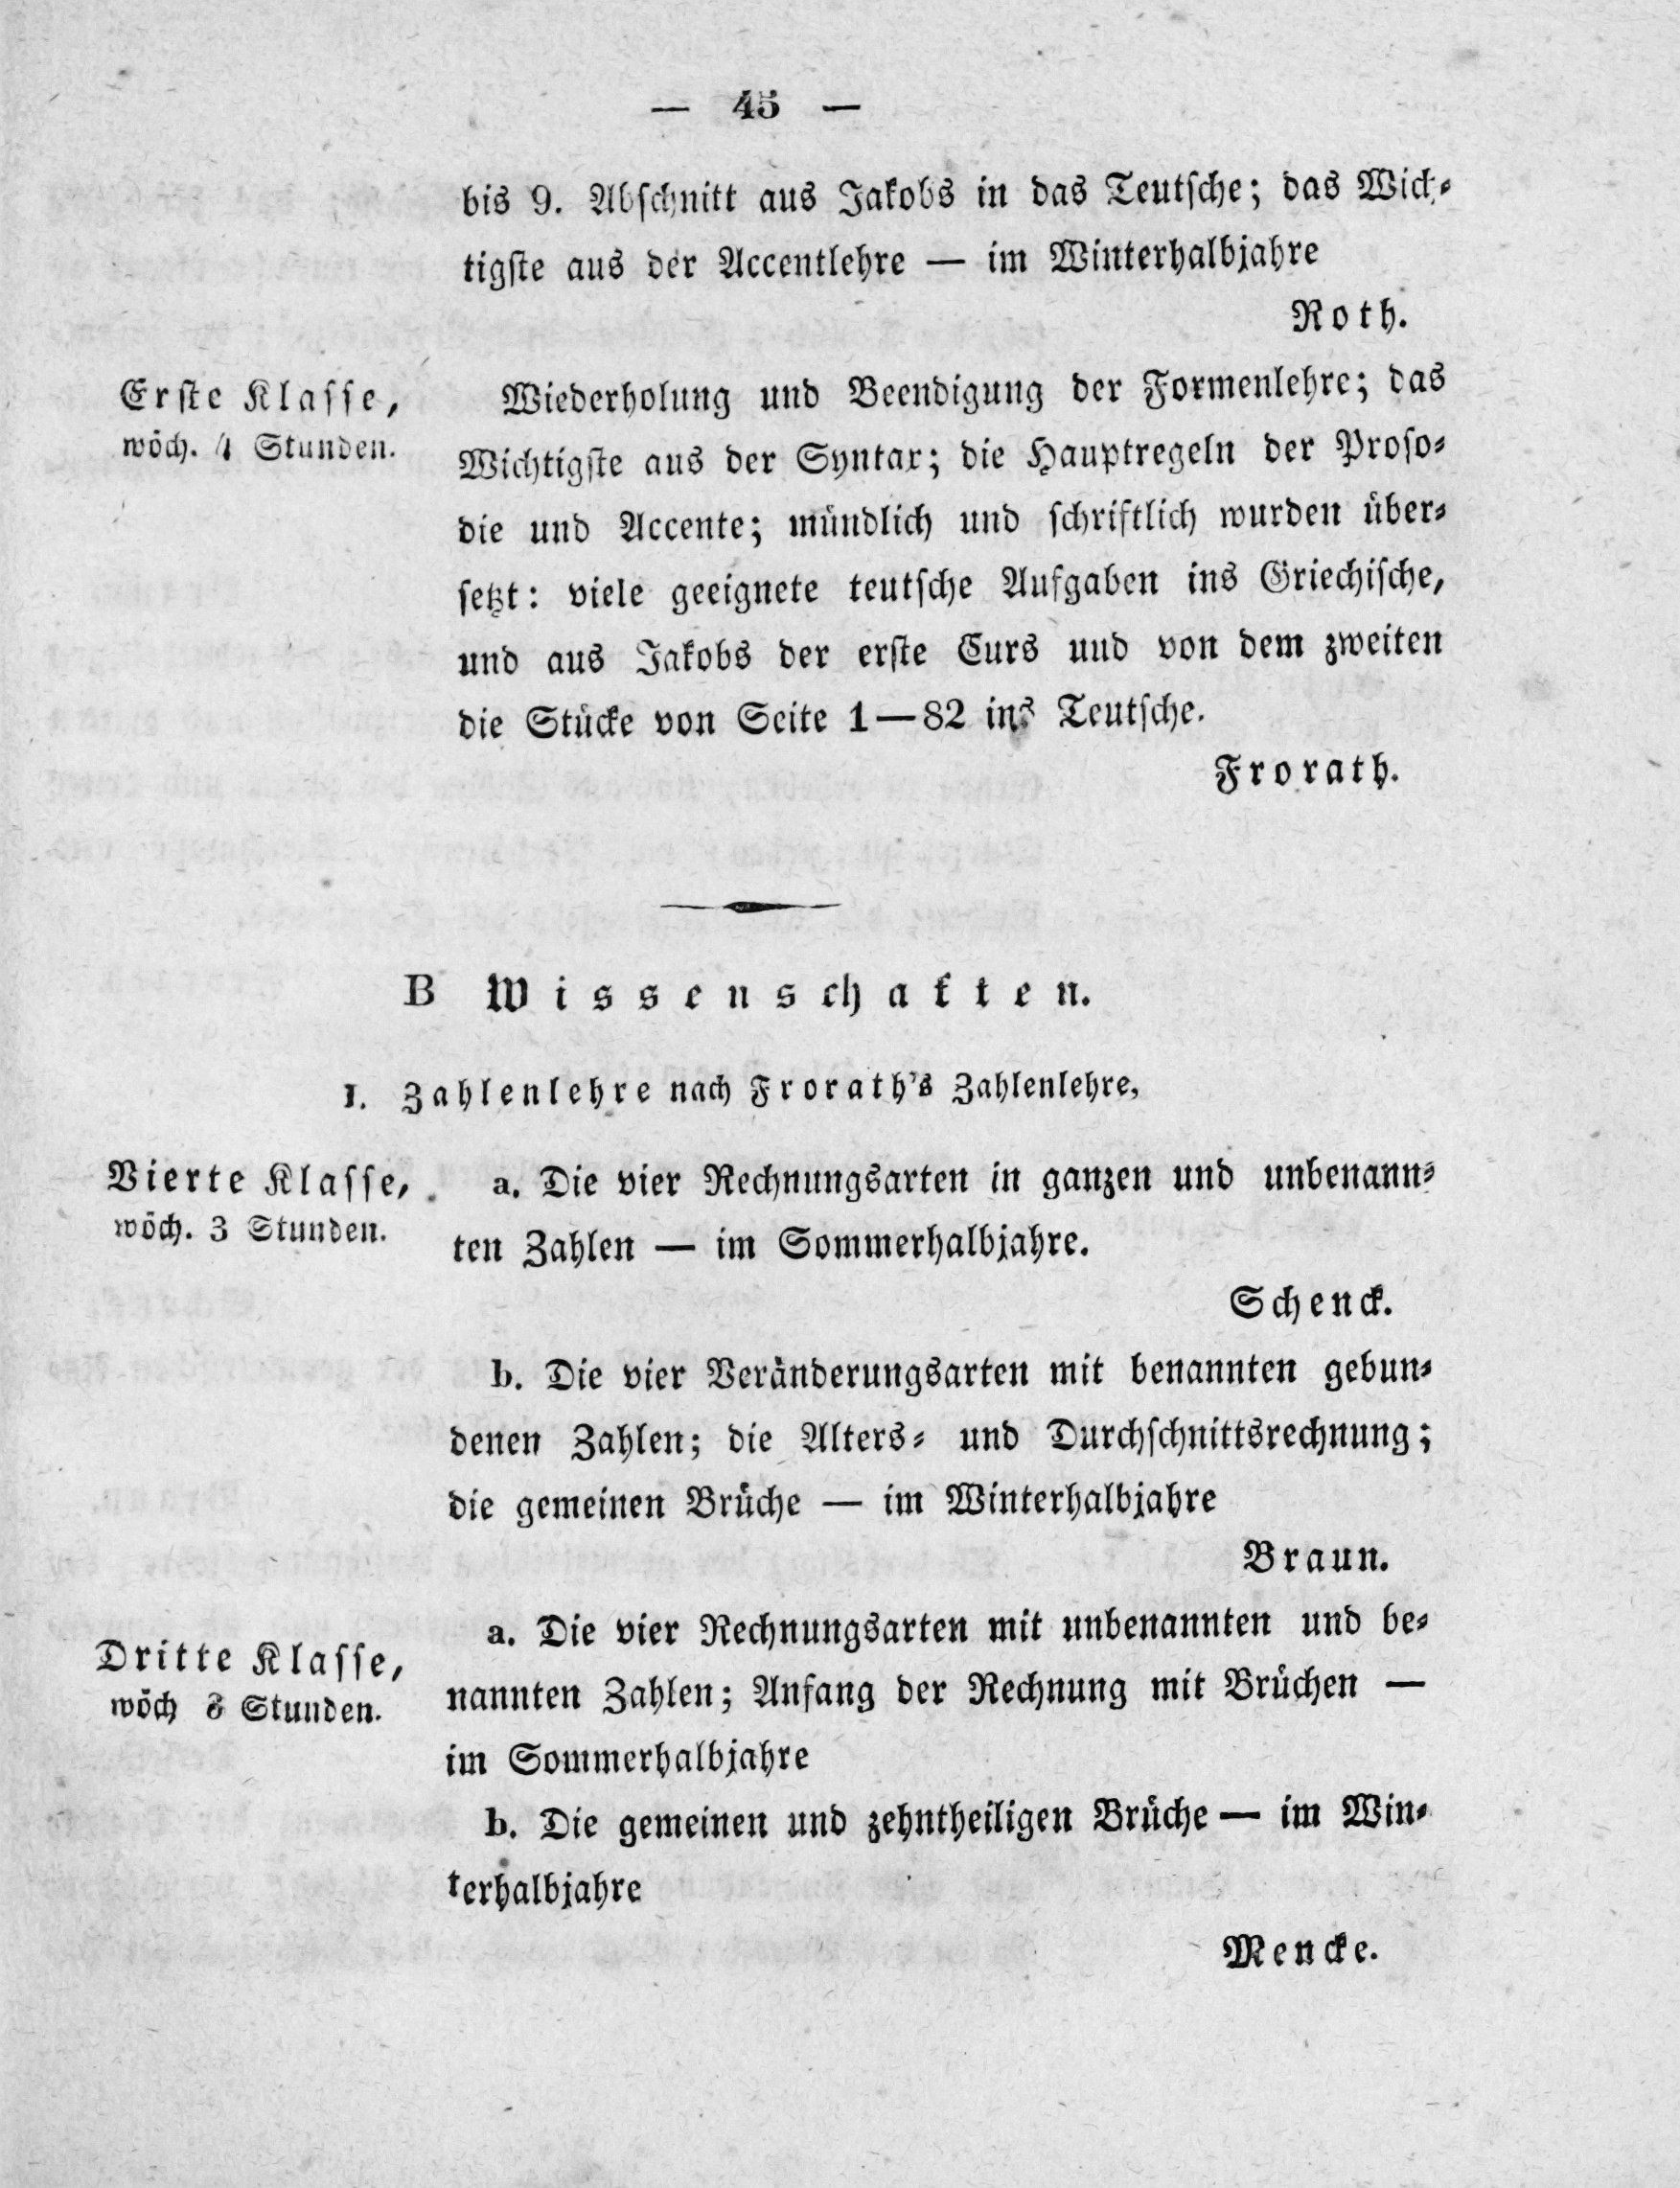 — 45 —
bis 9. Abschnitt aus Jakobs in das Teutsche; das Wich-
tigste aus der Accentlehre — im Winterhalbjahre
Roth.
Erste Klasse,
wöch. 4 Stunden.
Wiederholung und Beendigung der Formenlehre; das
Wichtigste aus der Syntax; die Hauptregeln der Proso-
die und Accente; mündlich und schriftlich wurden über-
setzt: viele geeignete teutsche Aufgaben ins Griechische,
und aus Jakobs der erste Curs und von dem zweiten
die Stücke von Seite 1—82 ins Teutsche.
Frorath.
B Wissenschaften.
1. Zahlenlehre nach Frorath's Zahlenlehre,
Vierte Klasse,
wöch. 3 Stunden.
a. Die vier Rechnungsarten in ganzen und unbenann-
ten Zahlen — im Sommerhalbjahre.
Schenck.
b. Die vier Veränderungsarten mit benannten gebun-
denen Zahlen; die Alters- und Durchschnittsrechnung;
die gemeinen Brüche — im Winterhalbjahre
Braun.
Dritte Klasse,
wöch 3 Stunden.
a. Die vier Rechnungsarten mit unbenannten und be-
nannten Zahlen; Anfang der Rechnung mit Brüchen —
im Sommerhalbjahre
b. Die gemeinen und zehntheiligen Brüche — im Win-
terhalbjahre
Mencke.